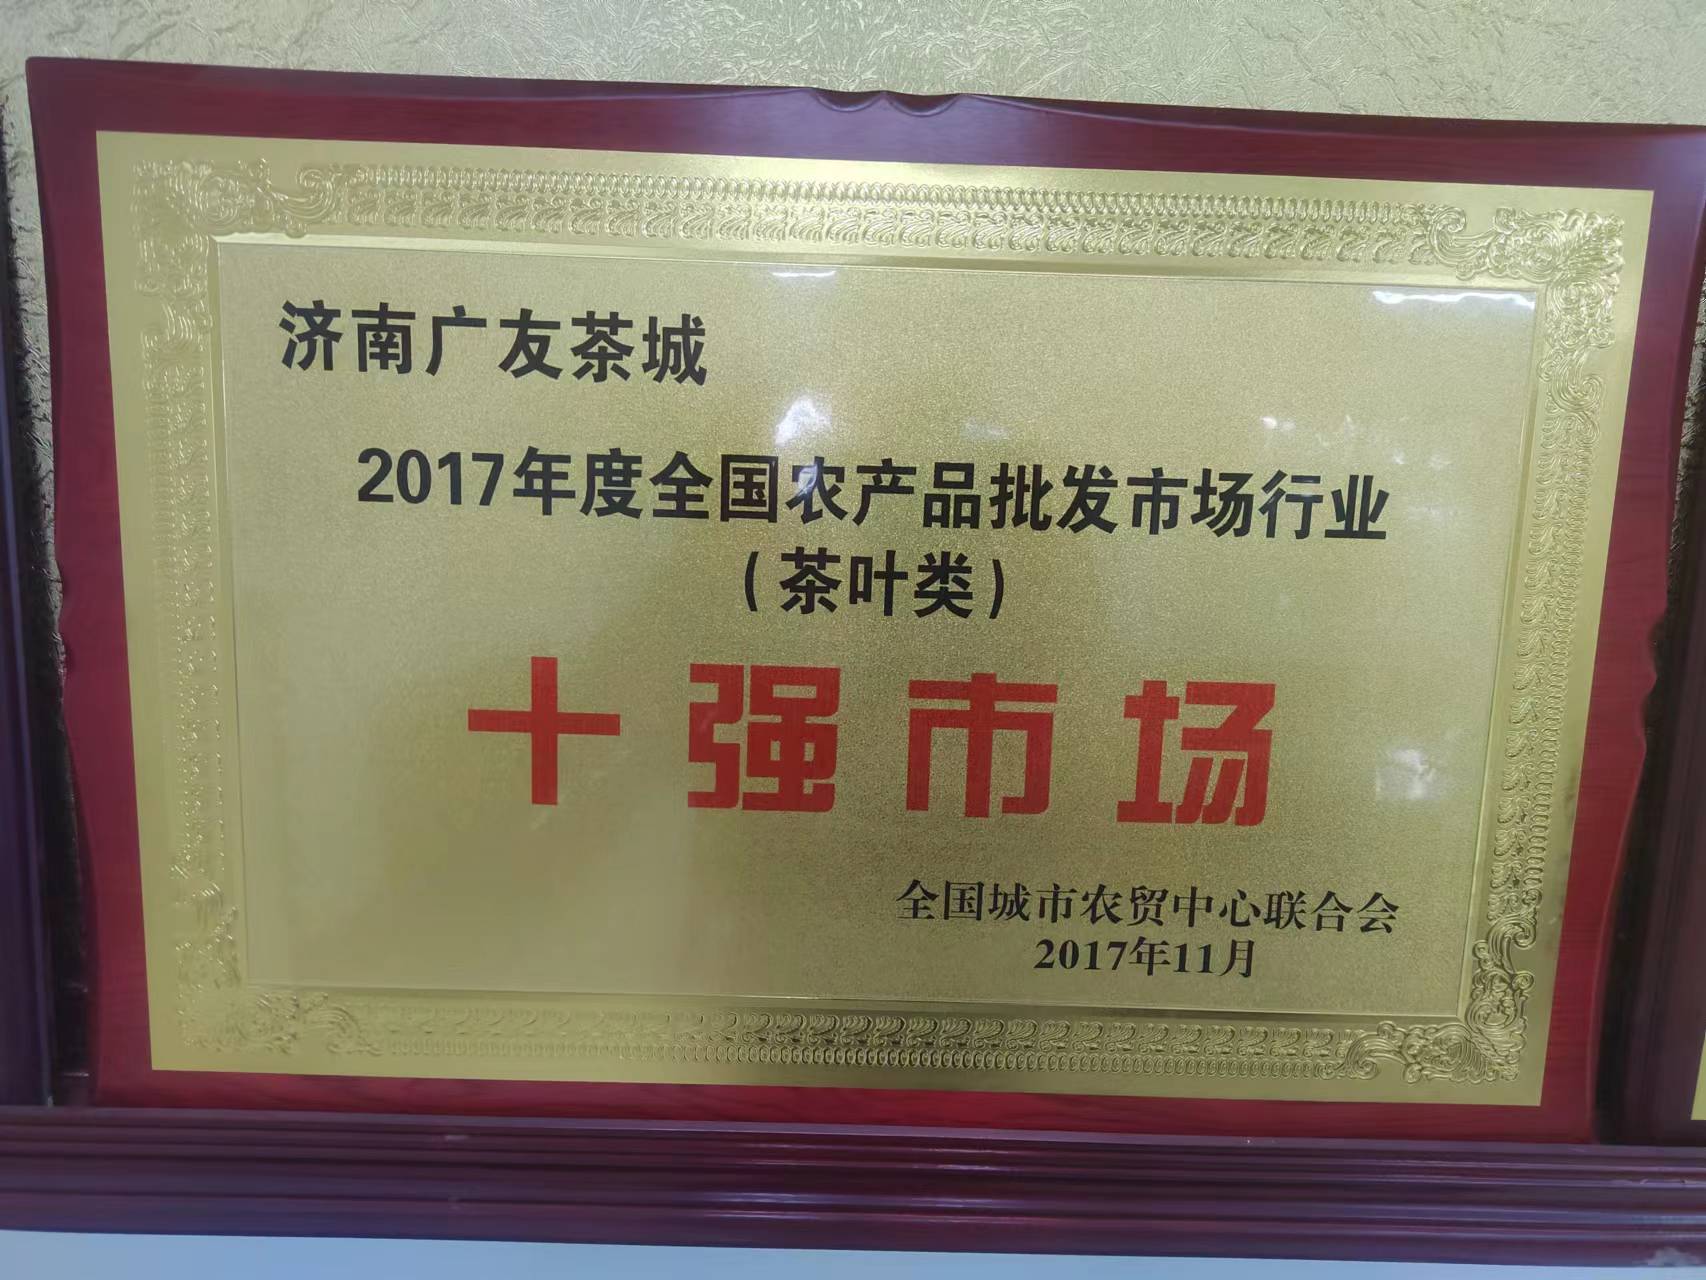 济南广友茶城
2017年度全国农产品批发市场行业
（茶叶类）
十强市场
全国城市农贸中心联合会
2017年11月